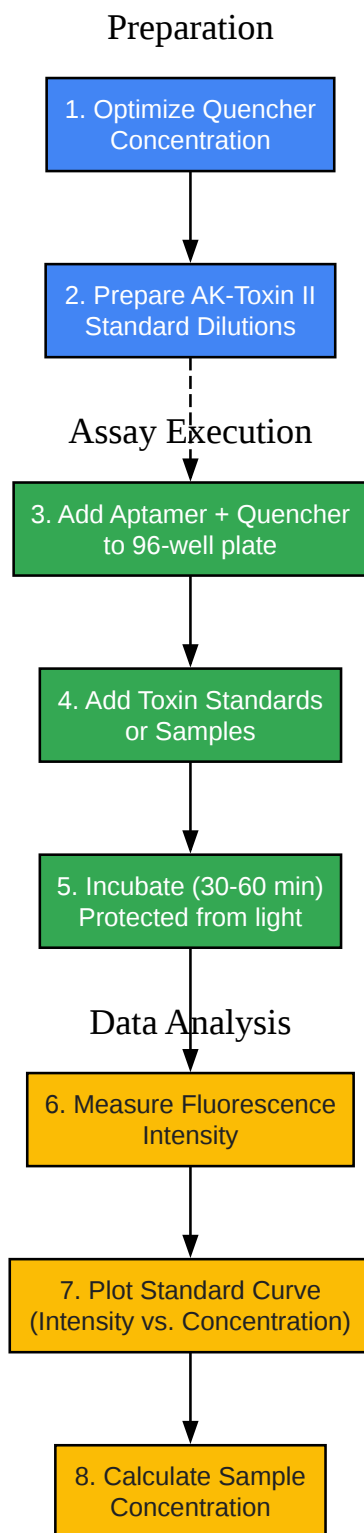 Preparation
1. Optimize Quencher
Concentration
2. Prepare AK-Toxin II
Standard Dilutions
Assay Execution
3. Add Aptamer + Quencher
to 96-well plate
4. Add Toxin Standards
or Samples
5. Incubate (30-60 min)
Protected from light
Data Analysis
6. Measure Fluorescence
Intensity
7. Plot Standard Curve
(Intensity vs. Concentration)
8. Calculate Sample
Concentration